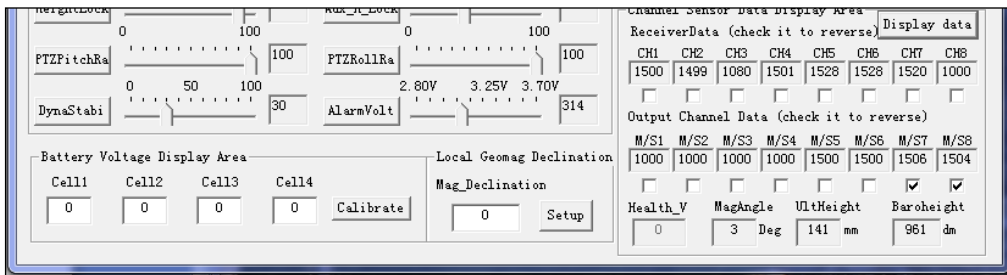 HeightLock
Aux_R_Lock
0 100 0 100
PTZPitchRa 100 PTZRollRa 100
0 50 100 2.80V 3.25V 3.70V
DynaStabi 30 AlarmVolt 314
Battery Voltage Display Area
Cell1 Cell2 Cell3 Cell4
0 0 0 0 Calibrate
Local Geomag Declination
Mag_Declination
0 Setup
Channel Sensor Data Display Area
Display data
ReceiverData (check it to reverse)
CH1 CH2 CH3 CH4 CH5 CH6 CH7 CH8
1500 1499 1080 1501 1528 1528 1520 1000
Output Channel Data (check it to reverse)
M/S1 M/S2 M/S3 M/S4 M/S5 M/S6 M/S7 M/S8
1000 1000 1000 1000 1500 1500 1506 1504
Health_V MagAngle UltHeight Baroheight
0 3 Deg 141 mm 961 dm